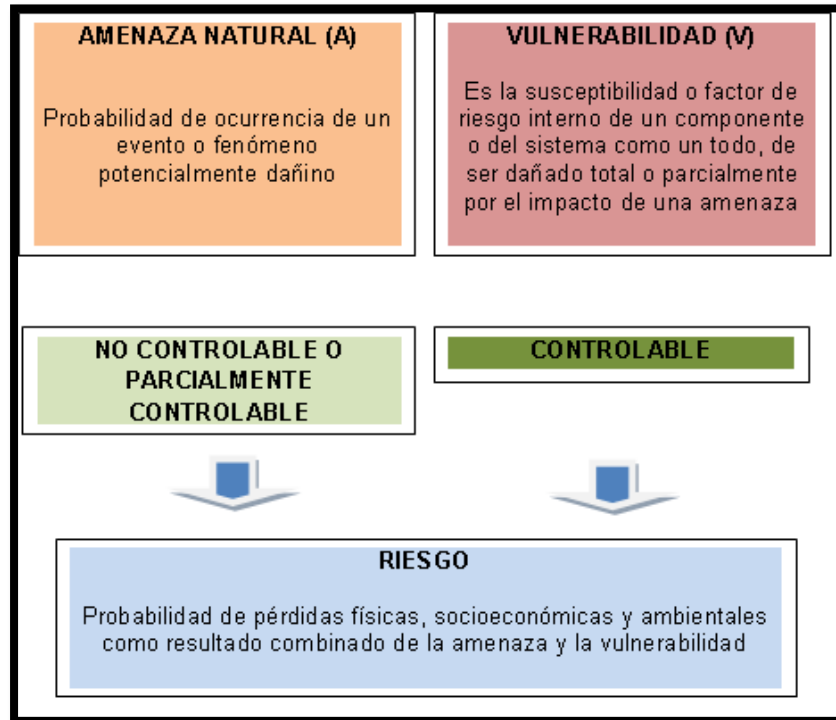 AMENAZA NATURAL (A)
Probabilidad de ocurrencia de un
evento o fenómeno
potencialmente dañino
VULNERABILIDAD (V)
Es la susceptibilidad o factor de
riesgo interno de un componente
o del sistema como un todo, de
ser dañado total o parcialmente
por el impacto de una amenaza
NO CONTROLABLE O
PARCIALMENTE
CONTROLABLE
CONTROLABLE
RIESGO
Probabilidad de pérdidas físicas, socioeconómicas y ambientales
como resultado combinado de la amenaza y la vulnerabilidad